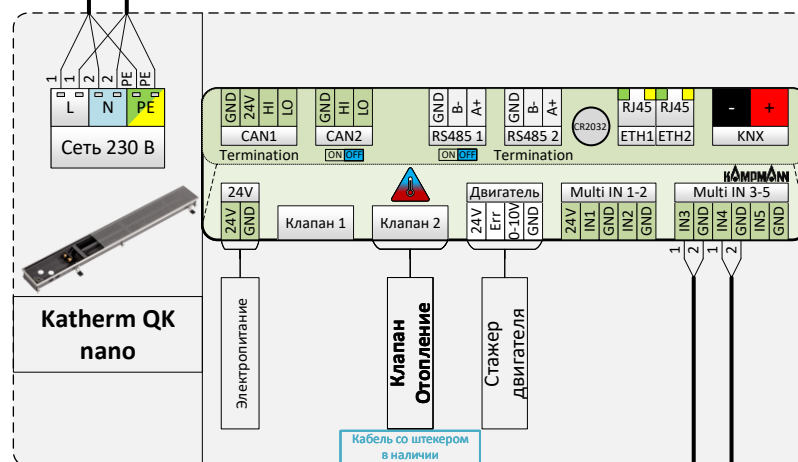 1
1
2
2
PE
PE
L
N
PE
Сеть 230 В
GND
24V
HI
LO
CAN1
GND
HI
LO
CAN2
GND
B-
A+
RS485 1
GND
B-
A+
RS485 2
CR2032
RJ45
RJ45
ETH1
ETH2
-
+
KNX
Termination
ON OFF
ON OFF
Termination
KAMPMANN
24V
24V
GND
Клапан 1
Клапан 2
Двигатель
24V
Err
0-10V
GND
Multi IN 1-2
24V
IN1
GND
IN2
GND
Multi IN 3-5
IN3
GND
IN4
GND
IN5
GND
1
2
1
2
Katherm QK
nano
Электропитание
Клапан
Отопление
Стажер
двигателя
Кабель со штекером
в наличии